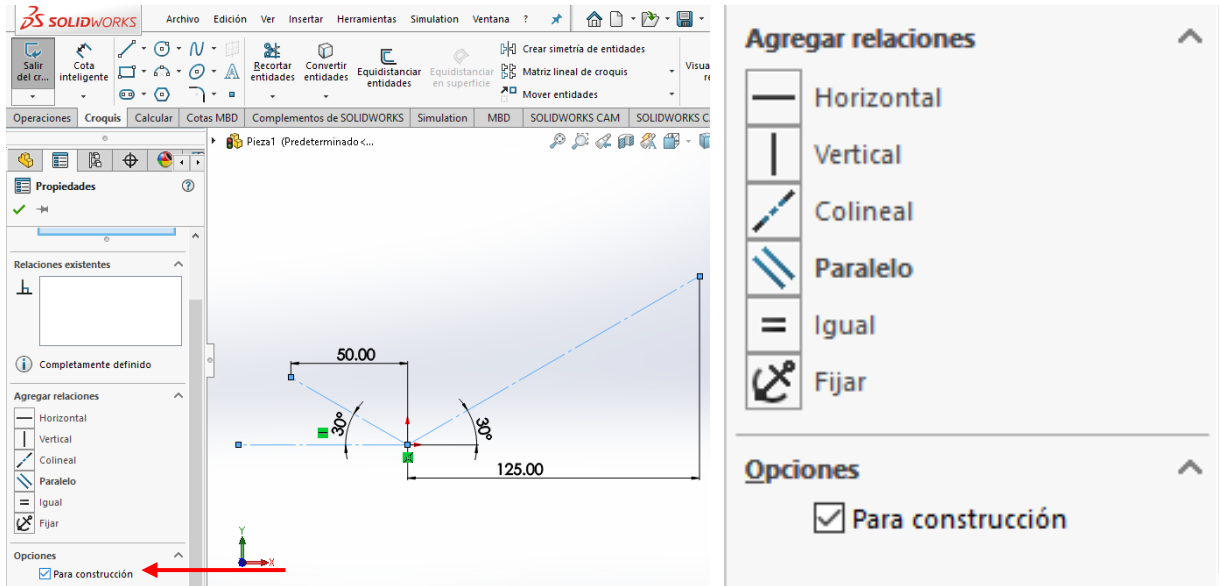 SOLIDWORKS Archivo Edición Ver Insertar Herramientas Simulation Ventana ?
Salir del cr...
Cota inteligente
Recortar entidades
Convertir entidades
Equidistanciar entidades
Equidistanciar en superficie
Crear simetría de entidades
Matriz lineal de croquis
Mover entidades
Operaciones Croquis Calcular Cotas MBD Complementos de SOLIDWORKS Simulation MBD SOLIDWORKS CAM SOLIDWORKS
Pieza1 (Predeterminado<...
Propiedades
Relaciones existentes
Completamente definido
Agregar relaciones
Horizontal
Vertical
Colineal
Paralelo
Igual
Fijar
Opciones
Para construcción
50.00
30°
30°
125.00
Y
X
Agregar relaciones
Horizontal
Vertical
Colineal
Paralelo
Igual
Fijar
Opciones
Para construcción